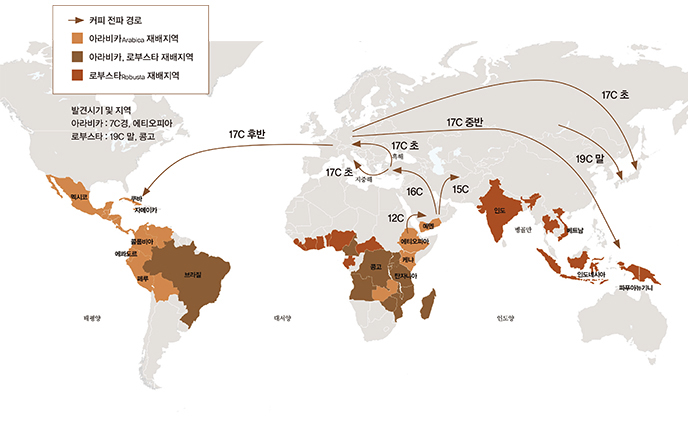 커피 전파 경로
아라비카Arabica 재배지역
아라비카, 로부스타 재배지역
로부스타Robusta 재배지역
발견시기 및 지역
아라비카 : 7C경, 에티오피아
로부스타 : 19C 말, 콩고
17C 초
17C 후반
17C 중반
17C 초
흑해
19C 말
17C 초
지중해
16C
15C
12C
멕시코
쿠바
자메이카
콜롬비아
에콰도르
페루
브라질
예멘
에티오피아
케냐
콩고
탄자니아
인도
벵골만
베트남
인도네시아
파푸아뉴기니
태평양
대서양
인도양